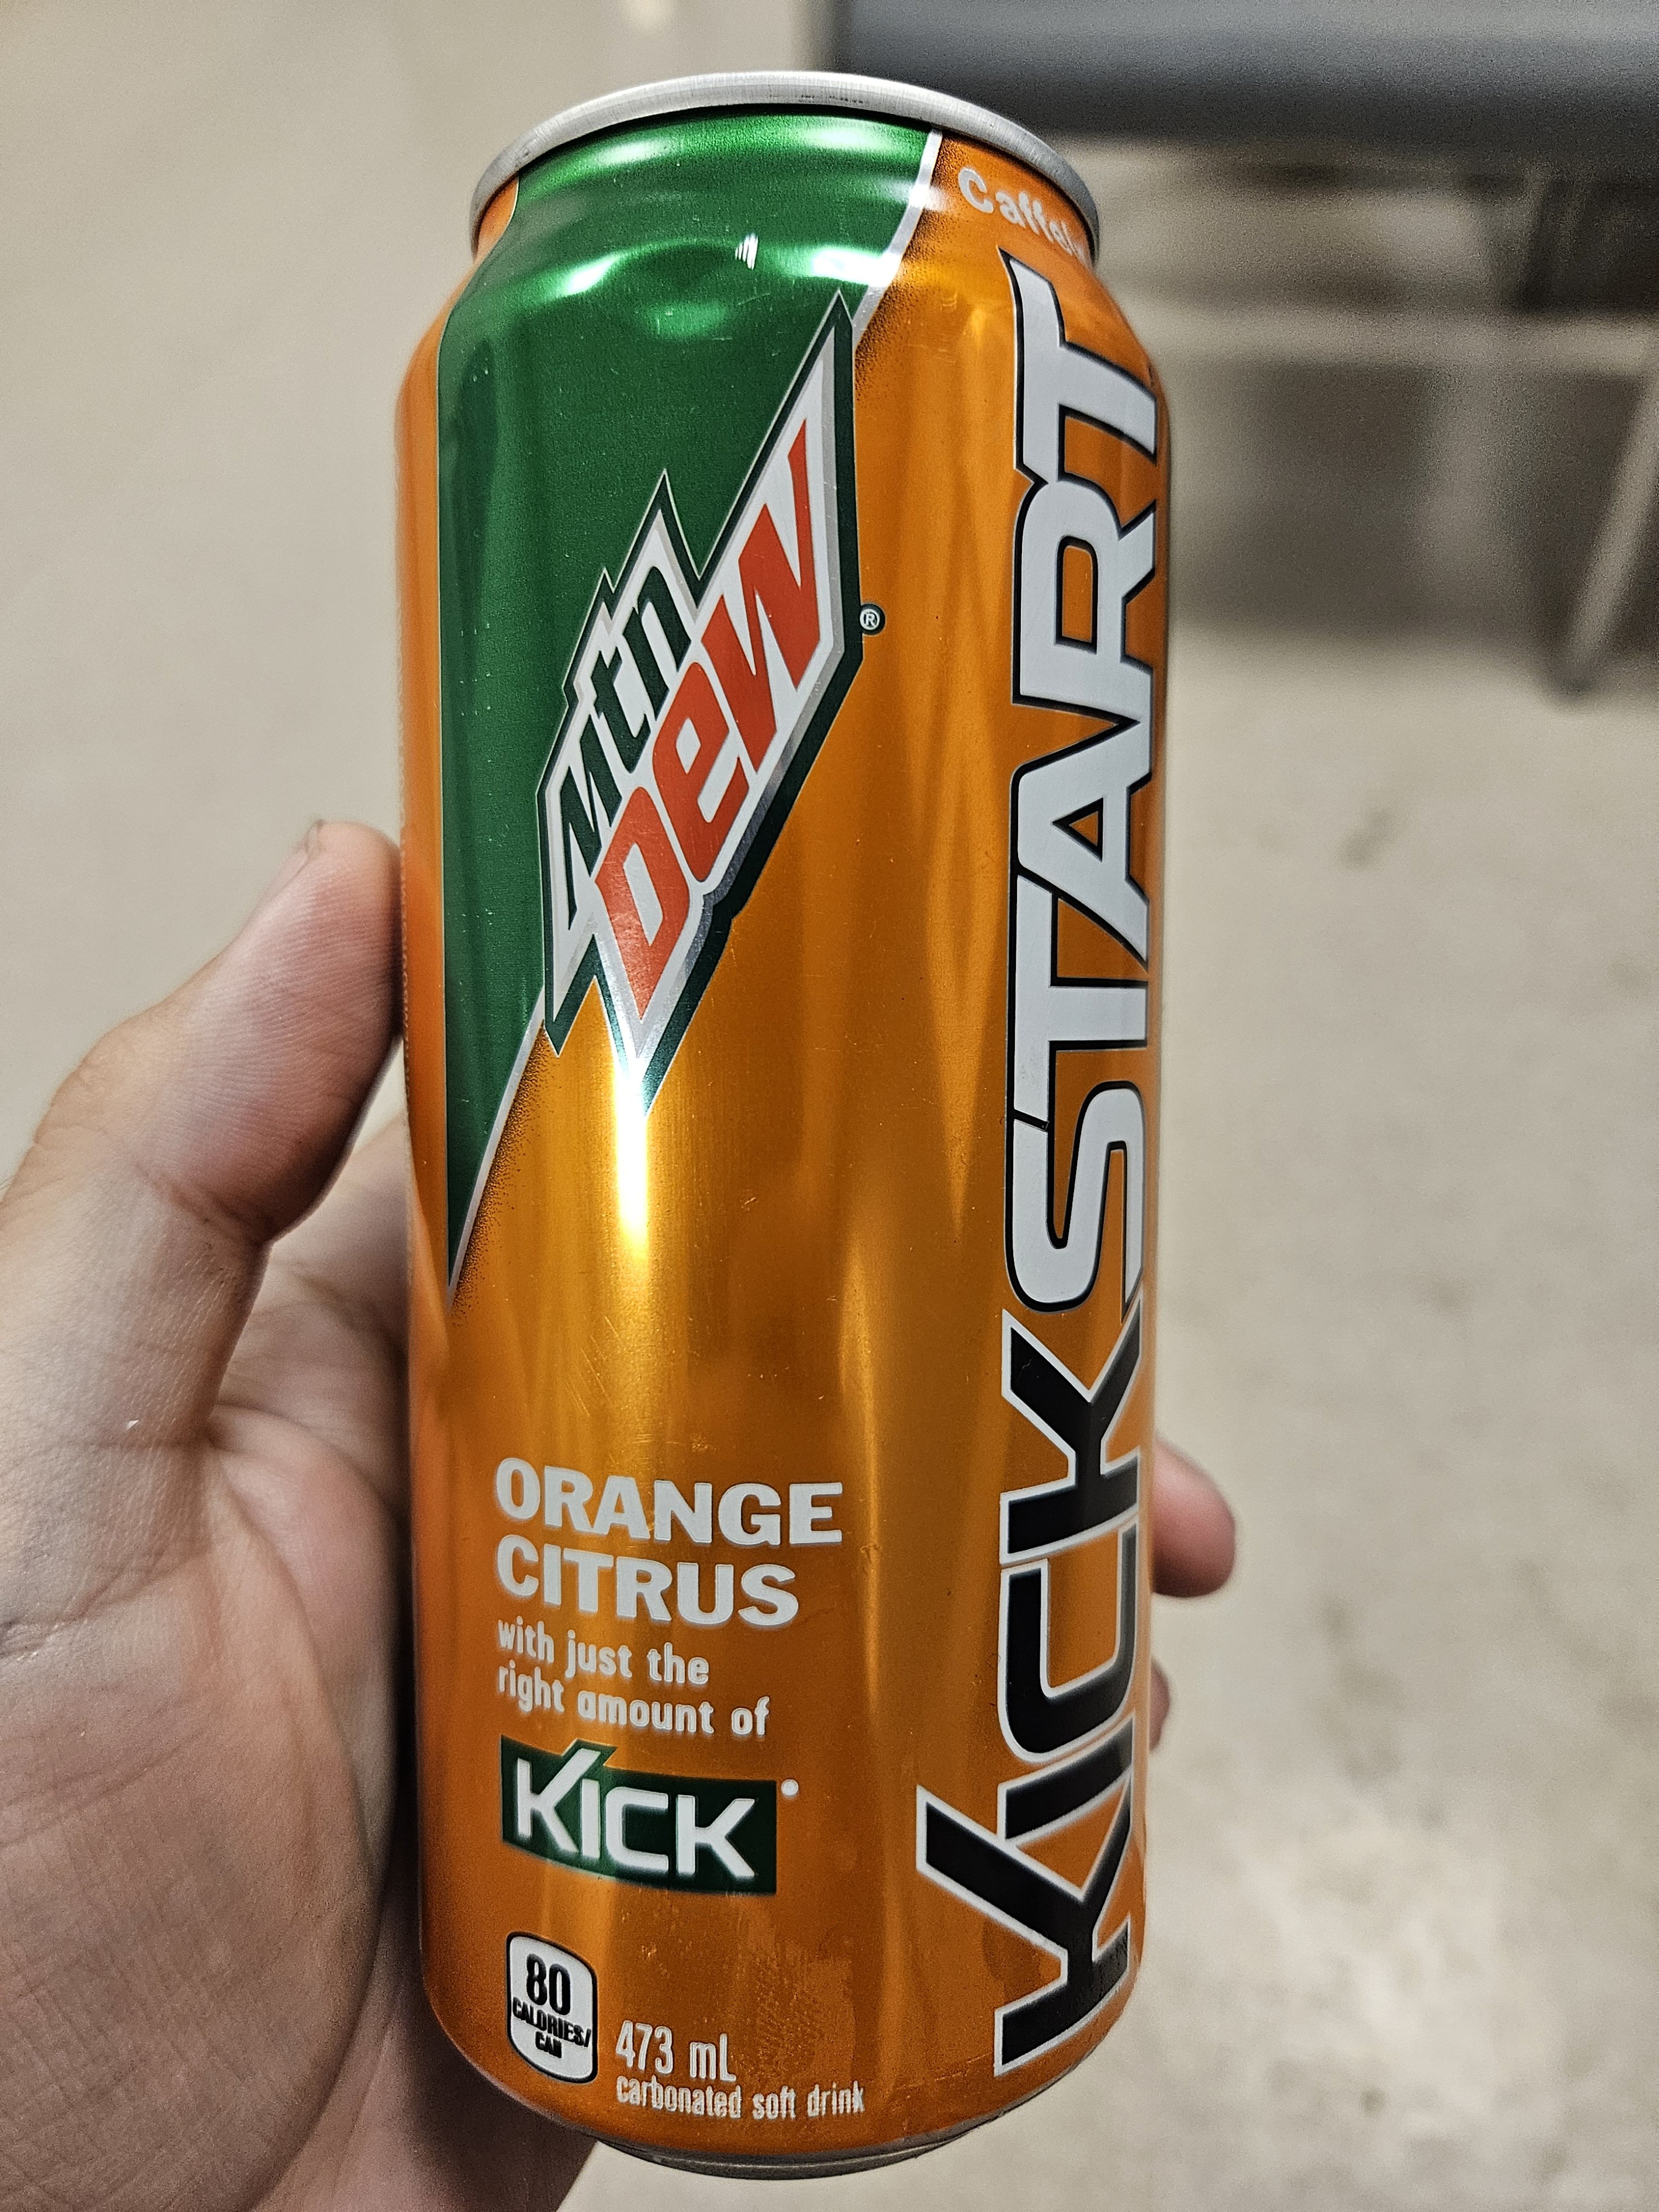 Mtn
Dew
®
KICKSTART
ORANGE
CITRUS
with just the
right amount of
KICK
80
CALORIES/
CAN
473 mL
carbonated soft drink